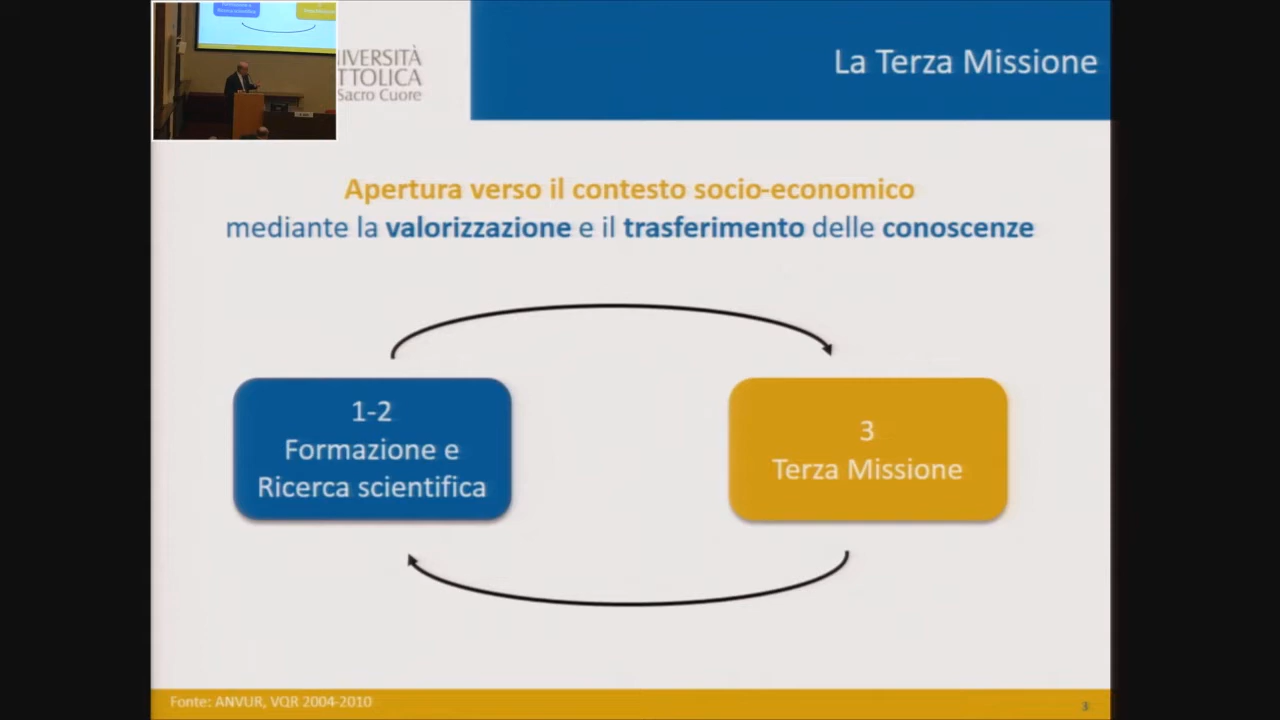 La Terza Missione
IVERSITÀ
TTOLICA
Sacro Cuore
Apertura verso il contesto socio-economico
mediante la valorizzazione e il trasferimento delle conoscenze
1-2
Formazione e
Ricerca scientifica
3
Terza Missione
Fonte: ANVUR, VQR 2004-2010
3